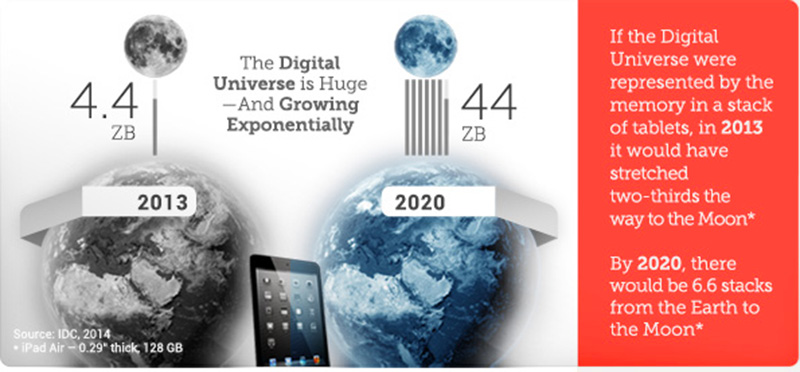 The Digital
Universe is Huge
—And Growing
Exponentially
4.4
ZB
44
ZB
2013
2020
Source: IDC, 2014
• iPad Air — 0.29" thick, 128 GB
If the Digital
Universe were
represented by the
memory in a stack
of tablets, in 2013
it would have
stretched
two-thirds the
way to the Moon*
By 2020, there
would be 6.6 stacks
from the Earth to
the Moon*